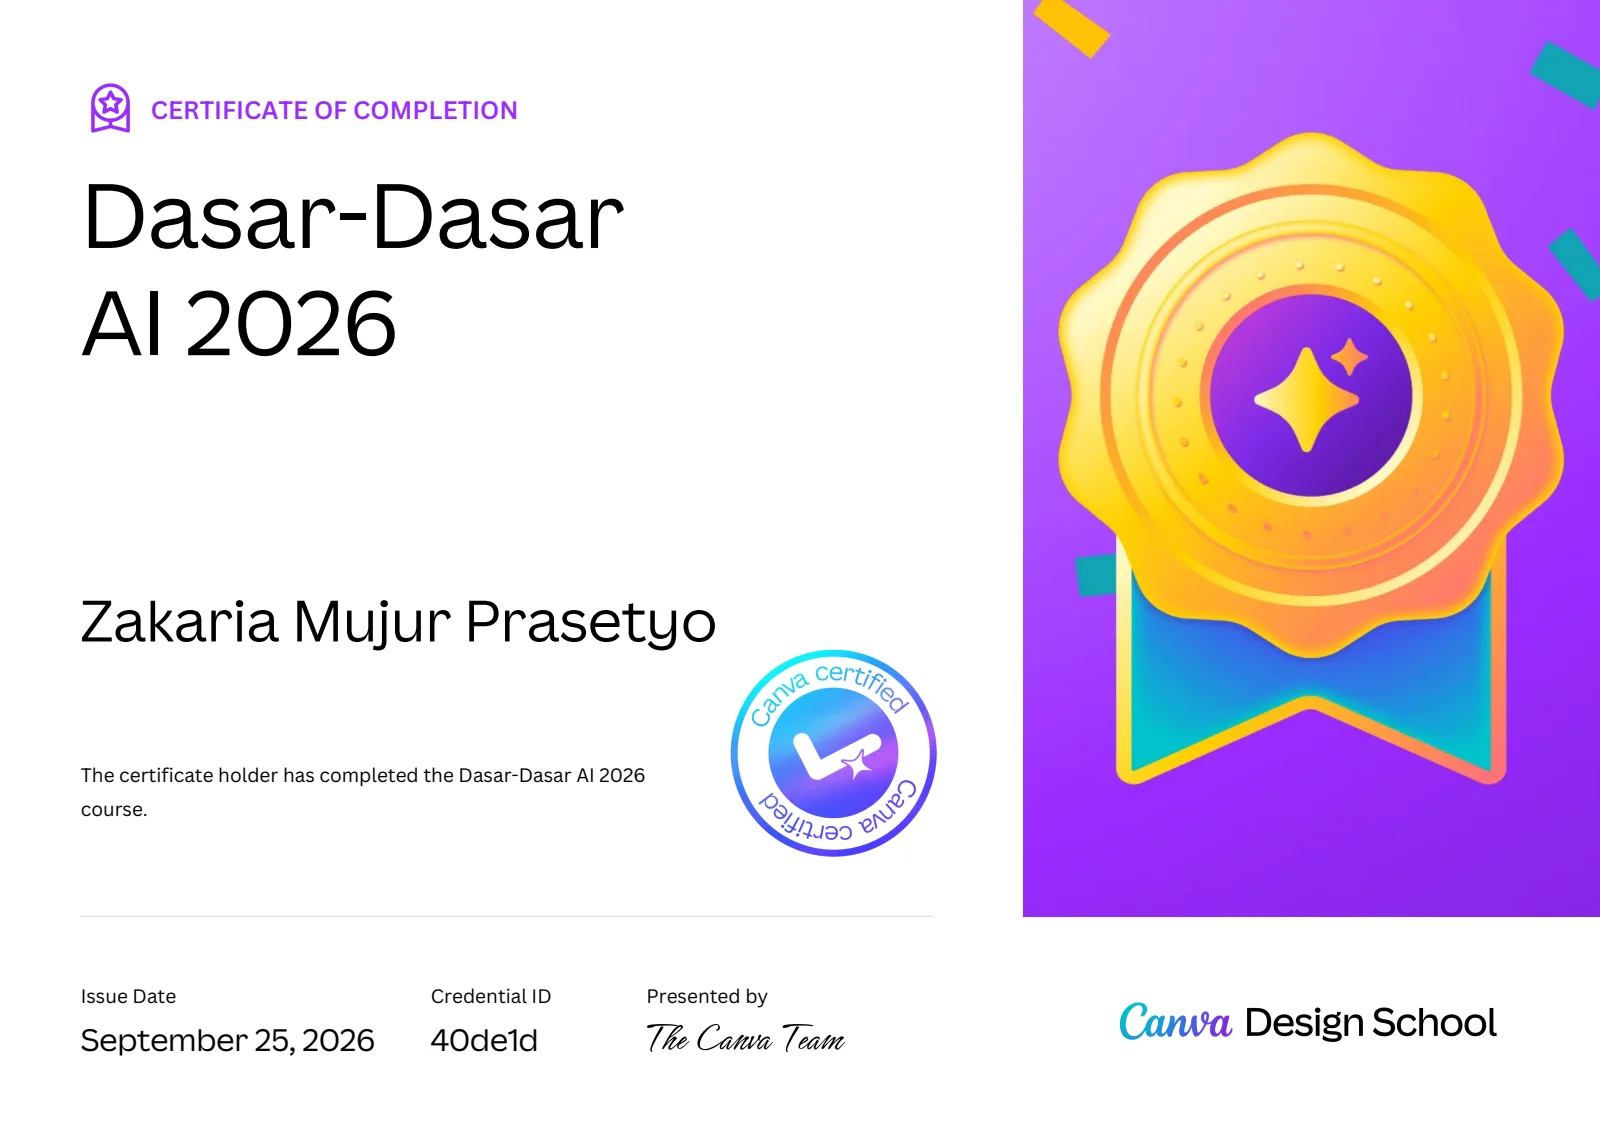 CERTIFICATE OF COMPLETION
Dasar-Dasar
AI 2026
Zakaria Mujur Prasetyo
Canva certified
Canva certified
The certificate holder has completed the Dasar-Dasar AI 2026
course.
Issue Date
September 25, 2026
Credential ID
40de1d
Presented by
The Canva Team
Canva Design School